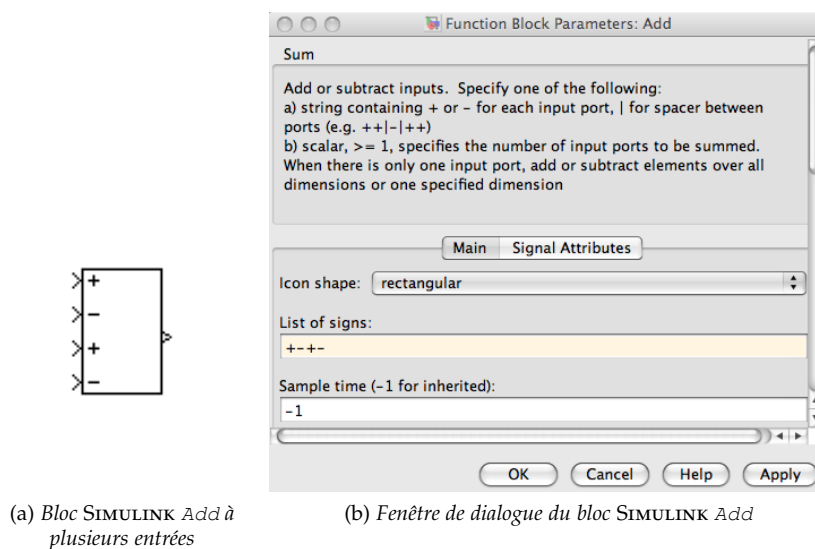 Function Block Parameters: Add
Sum
Add or subtract inputs.  Specify one of the following:
a) string containing + or – for each input port, | for spacer between
ports (e.g. ++|–|++)
b) scalar, >= 1, specifies the number of input ports to be summed.
When there is only one input port, add or subtract elements over all
dimensions or one specified dimension
Main
Signal Attributes
Icon shape:
rectangular
List of signs:
+–+–
Sample time (–1 for inherited):
–1
OK
Cancel
Help
Apply
+
–
+
–
(a) Bloc SIMULINK Add à
plusieurs entrées
(b) Fenêtre de dialogue du bloc SIMULINK Add